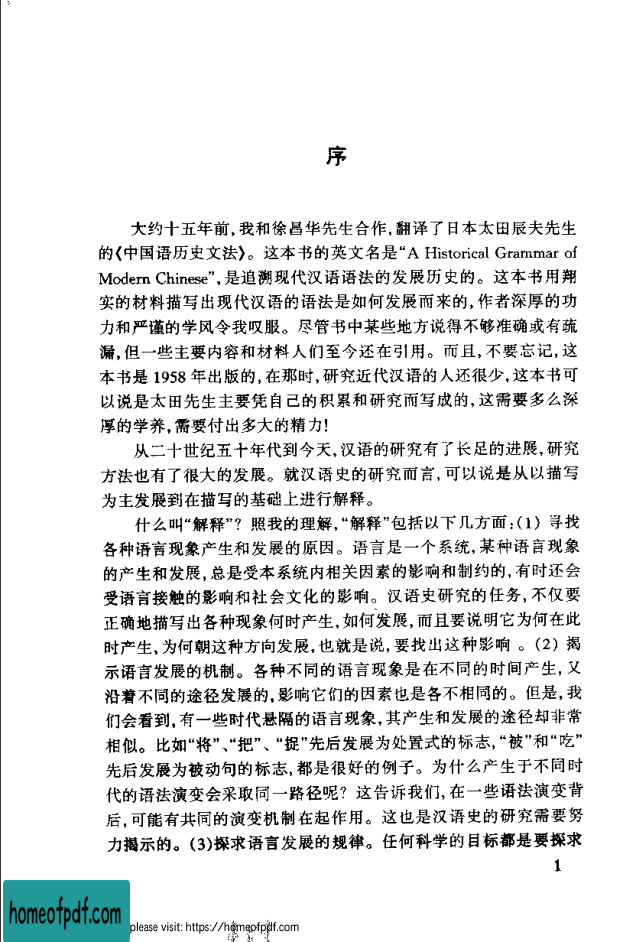 序
大约十五年前,我和徐昌华先生合作,翻译了日本太田辰夫先生
的《中国语历史文法》。这本书的英文名是“A Historical Grammar of
Modern Chinese”,是追溯现代汉语语法的发展历史的。这本书用翔
实的材料描写出现代汉语的语法是如何发展而来的,作者深厚的功
力和严谨的学风令我叹服。尽管书中某些地方说得不够准确或有疏
漏,但一些主要内容和材料人们至今还在引用。而且,不要忘记,这
本书是 1958 年出版的,在那时,研究近代汉语的人还很少,这本书可
以说是太田先生主要凭自己的积累和研究而写成的,这需要多么深
厚的学养,需要付出多大的精力!
从二十世纪五十年代到今天,汉语的研究有了长足的进展,研究
方法也有了很大的发展。就汉语史的研究而言,可以说是从以描写
为主发展到在描写的基础上进行解释。
什么叫“解释”? 照我的理解,“解释”包括以下几方面:(1) 寻找
各种语言现象产生和发展的原因。语言是一个系统,某种语言现象
的产生和发展,总是受本系统内相关因素的影响和制约的,有时还会
受语言接触的影响和社会文化的影响。汉语史研究的任务,不仅要
正确地描写出各种现象何时产生,如何发展,而且要说明它为何在此
时产生,为何朝这种方向发展,也就是说,要找出这种影响 。(2) 揭
示语言发展的机制。各种不同的语言现象是在不同的时间产生,又
沿着不同的途径发展的,影响它们的因素也是各不相同的。但是,我
们会看到,有一些时代悬隔的语言现象,其产生和发展的途径却非常
相似。比如“将”、“把”、“捉”先后发展为处置式的标志,“被”和“吃”
先后发展为被动句的标志,都是很好的例子。为什么产生于不同时
代的语法演变会采取同一路径呢? 这告诉我们,在一些语法演变背
后,可能有共同的演变机制在起作用。这也是汉语史的研究需要努
力揭示的。(3)探求语言发展的规律。任何科学的目标都是要探求
1
homeofpdf.com
please visit: https://homeofpdf.com